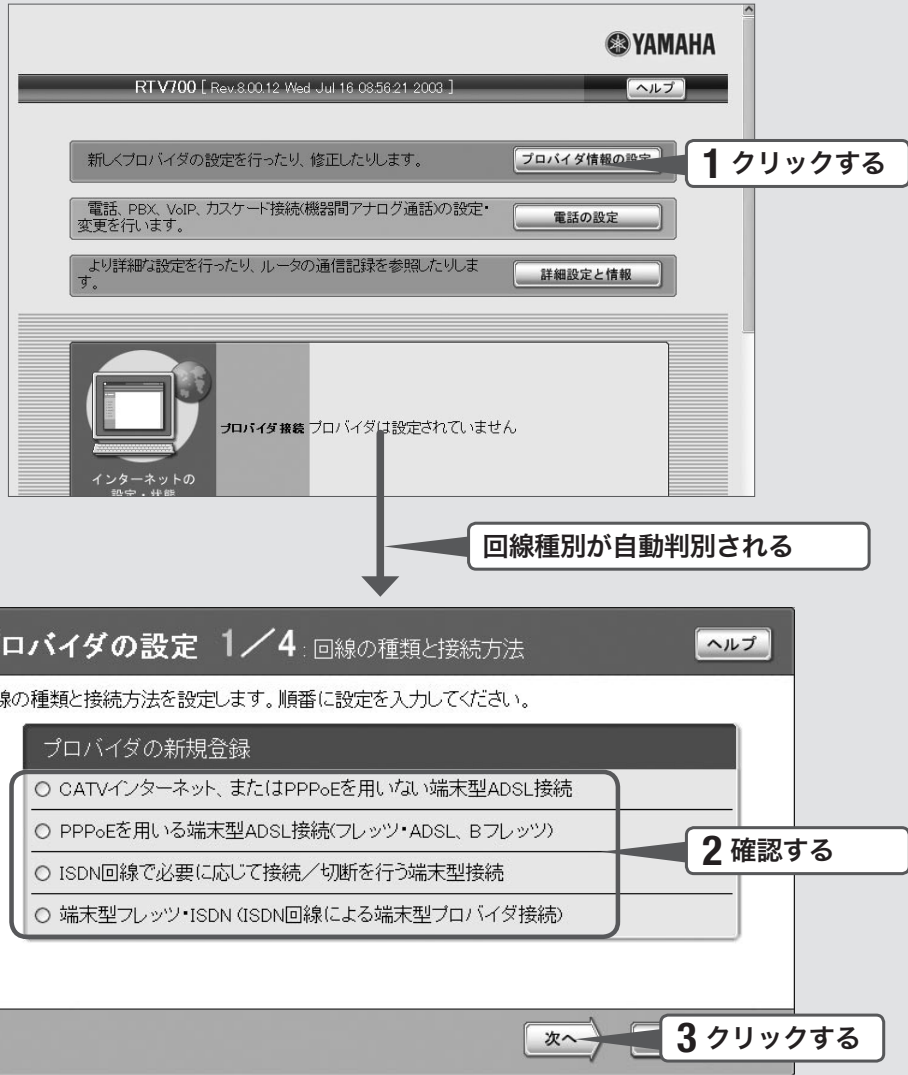 YAMAHA
RTV700 [ Rev.8.00.12 Wed Jul 16 08:56:21 2003 ]
ヘルプ
新しくプロバイダの設定を行ったり、修正したりします。
プロバイダ情報の設定
1 クリックする
電話、PBX、VoIP、カスケード接続(機器間アナログ通話)の設定・
変更を行います。
電話の設定
より詳細な設定を行ったり、ルータの通信記録を参照したりしま
す。
詳細設定と情報
プロバイダ接続 プロバイダは設定されていません
インターネットの
設定・状態
回線種別が自動判別される
ロバイダの設定 1／4 : 回線の種類と接続方法
ヘルプ
線の種類と接続方法を設定します。順番に設定を入力してください。
プロバイダの新規登録
CATVインターネット、またはPPPoEを用いない端末型ADSL接続
PPPoEを用いる端末型ADSL接続(フレッツ・ADSL、Bフレッツ)
2 確認する
ISDN回線で必要に応じて接続／切断を行う端末型接続
端末型フレッツ・ISDN (ISDN回線による端末型プロバイダ接続)
次へ
3 クリックする